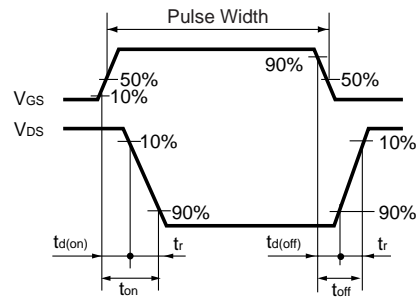 Pulse Width
90%
50%
50%
10%
VGS
VDS
10%
10%
90%
90%
td(on)
tr
td(off)
tr
ton
toff